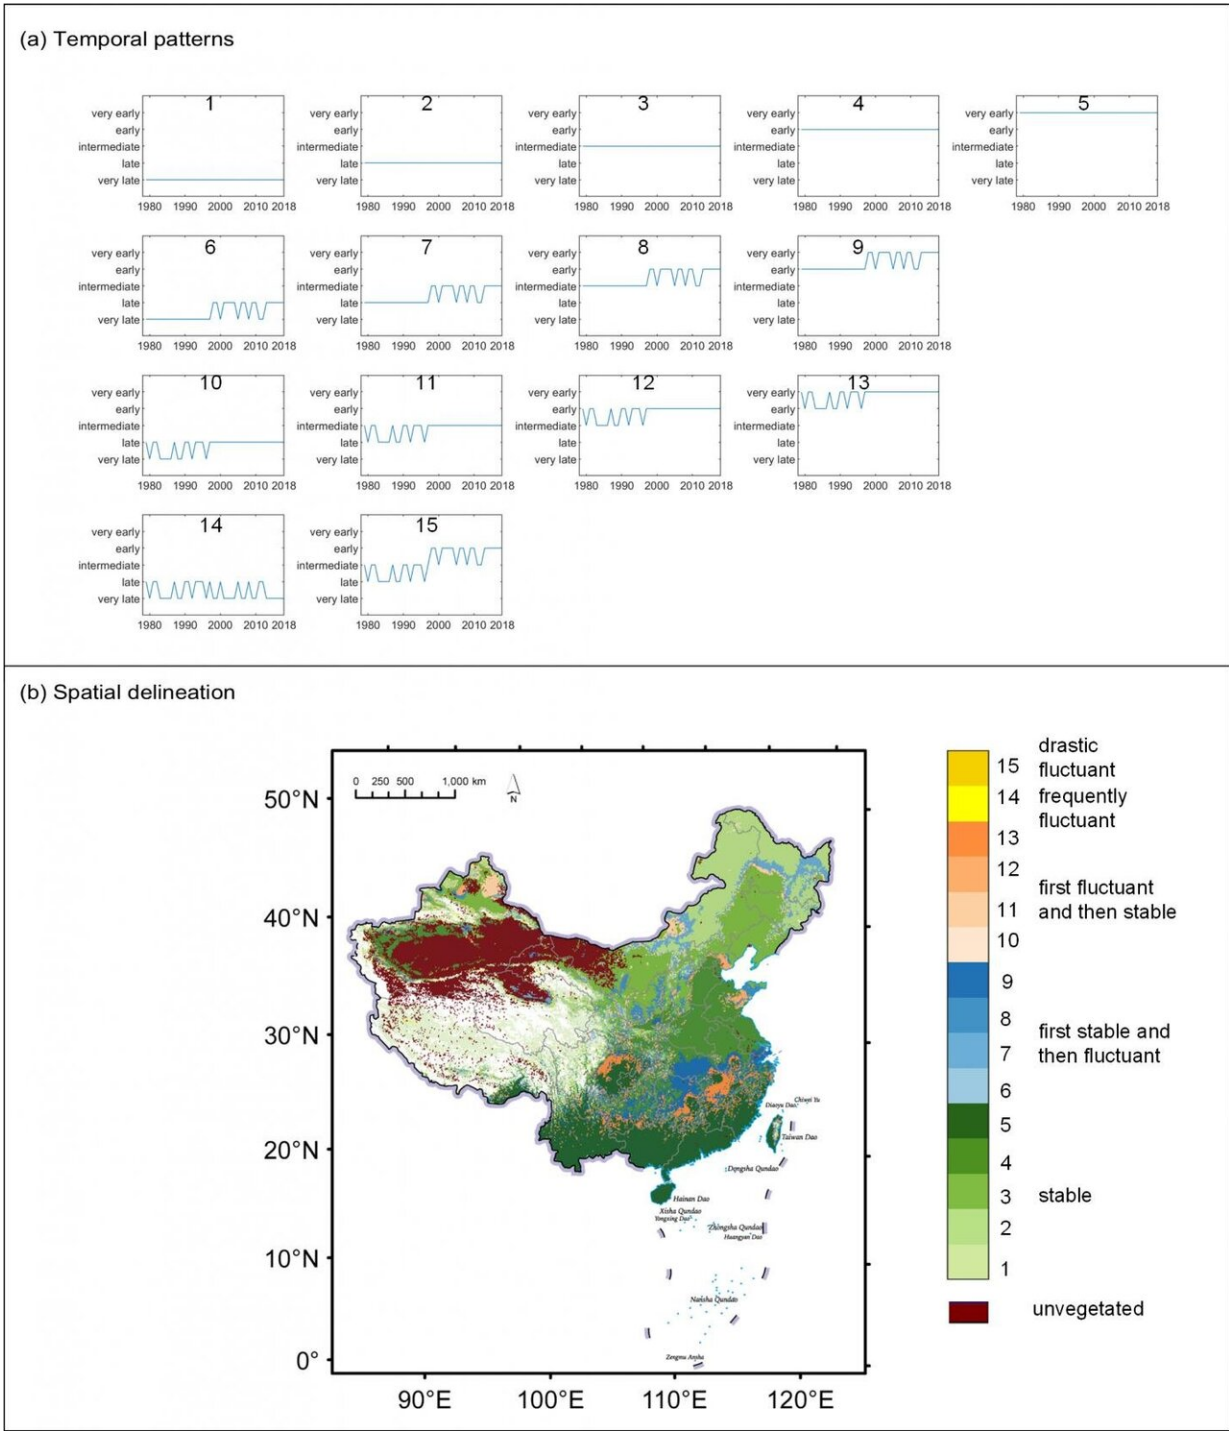 (a) Temporal patterns
1
2
3
4
5
very early
early
intermediate
late
very late
1980 1990 2000 2010 2018
very early
early
intermediate
late
very late
1980 1990 2000 2010 2018
very early
early
intermediate
late
very late
1980 1990 2000 2010 2018
very early
early
intermediate
late
very late
1980 1990 2000 2010 2018
very early
early
intermediate
late
very late
1980 1990 2000 2010 2018
6
7
8
9
very early
early
intermediate
late
very late
1980 1990 2000 2010 2018
very early
early
intermediate
late
very late
1980 1990 2000 2010 2018
very early
early
intermediate
late
very late
1980 1990 2000 2010 2018
very early
early
intermediate
late
very late
1980 1990 2000 2010 2018
10
11
12
13
very early
early
intermediate
late
very late
1980 1990 2000 2010 2018
very early
early
intermediate
late
very late
1980 1990 2000 2010 2018
very early
early
intermediate
late
very late
1980 1990 2000 2010 2018
very early
early
intermediate
late
very late
1980 1990 2000 2010 2018
14
15
very early
early
intermediate
late
very late
1980 1990 2000 2010 2018
very early
early
intermediate
late
very late
1980 1990 2000 2010 2018
(b) Spatial delineation
0 250 500 1,000 km
N
50°N
40°N
30°N
20°N
10°N
0°
90°E 100°E 110°E 120°E
Diaoyu Dao
Chiwei Yu
Taiwan Dao
Dongsha Qundao
Hainan Dao
Xisha Qundao
Yongxing Dao
Zhongsha Qundao
Huangyan Dao
Nansha Qundao
Zengmu Ansha
15
14
13
12
11
10
9
8
7
6
5
4
3
2
1
drastic
fluctuant
frequently
fluctuant
first fluctuant
and then stable
first stable and
then fluctuant
stable
unvegetated